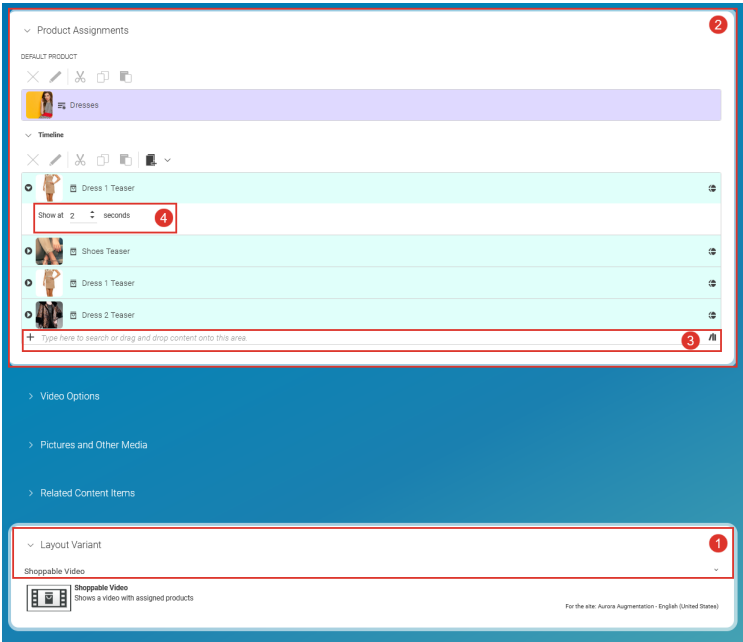 Product Assignments
2
DEFAULT PRODUCT
Dresses
Timeline
Dress 1 Teaser
Show at 2 seconds
4
Shoes Teaser
Dress 1 Teaser
Dress 2 Teaser
Type here to search or drag and drop content onto this area.
3
Video Options
Pictures and Other Media
Related Content Items
Layout Variant
1
Shoppable Video
Shoppable Video
Shows a video with assigned products
For the site: Aurora Augmentation - English (United States)